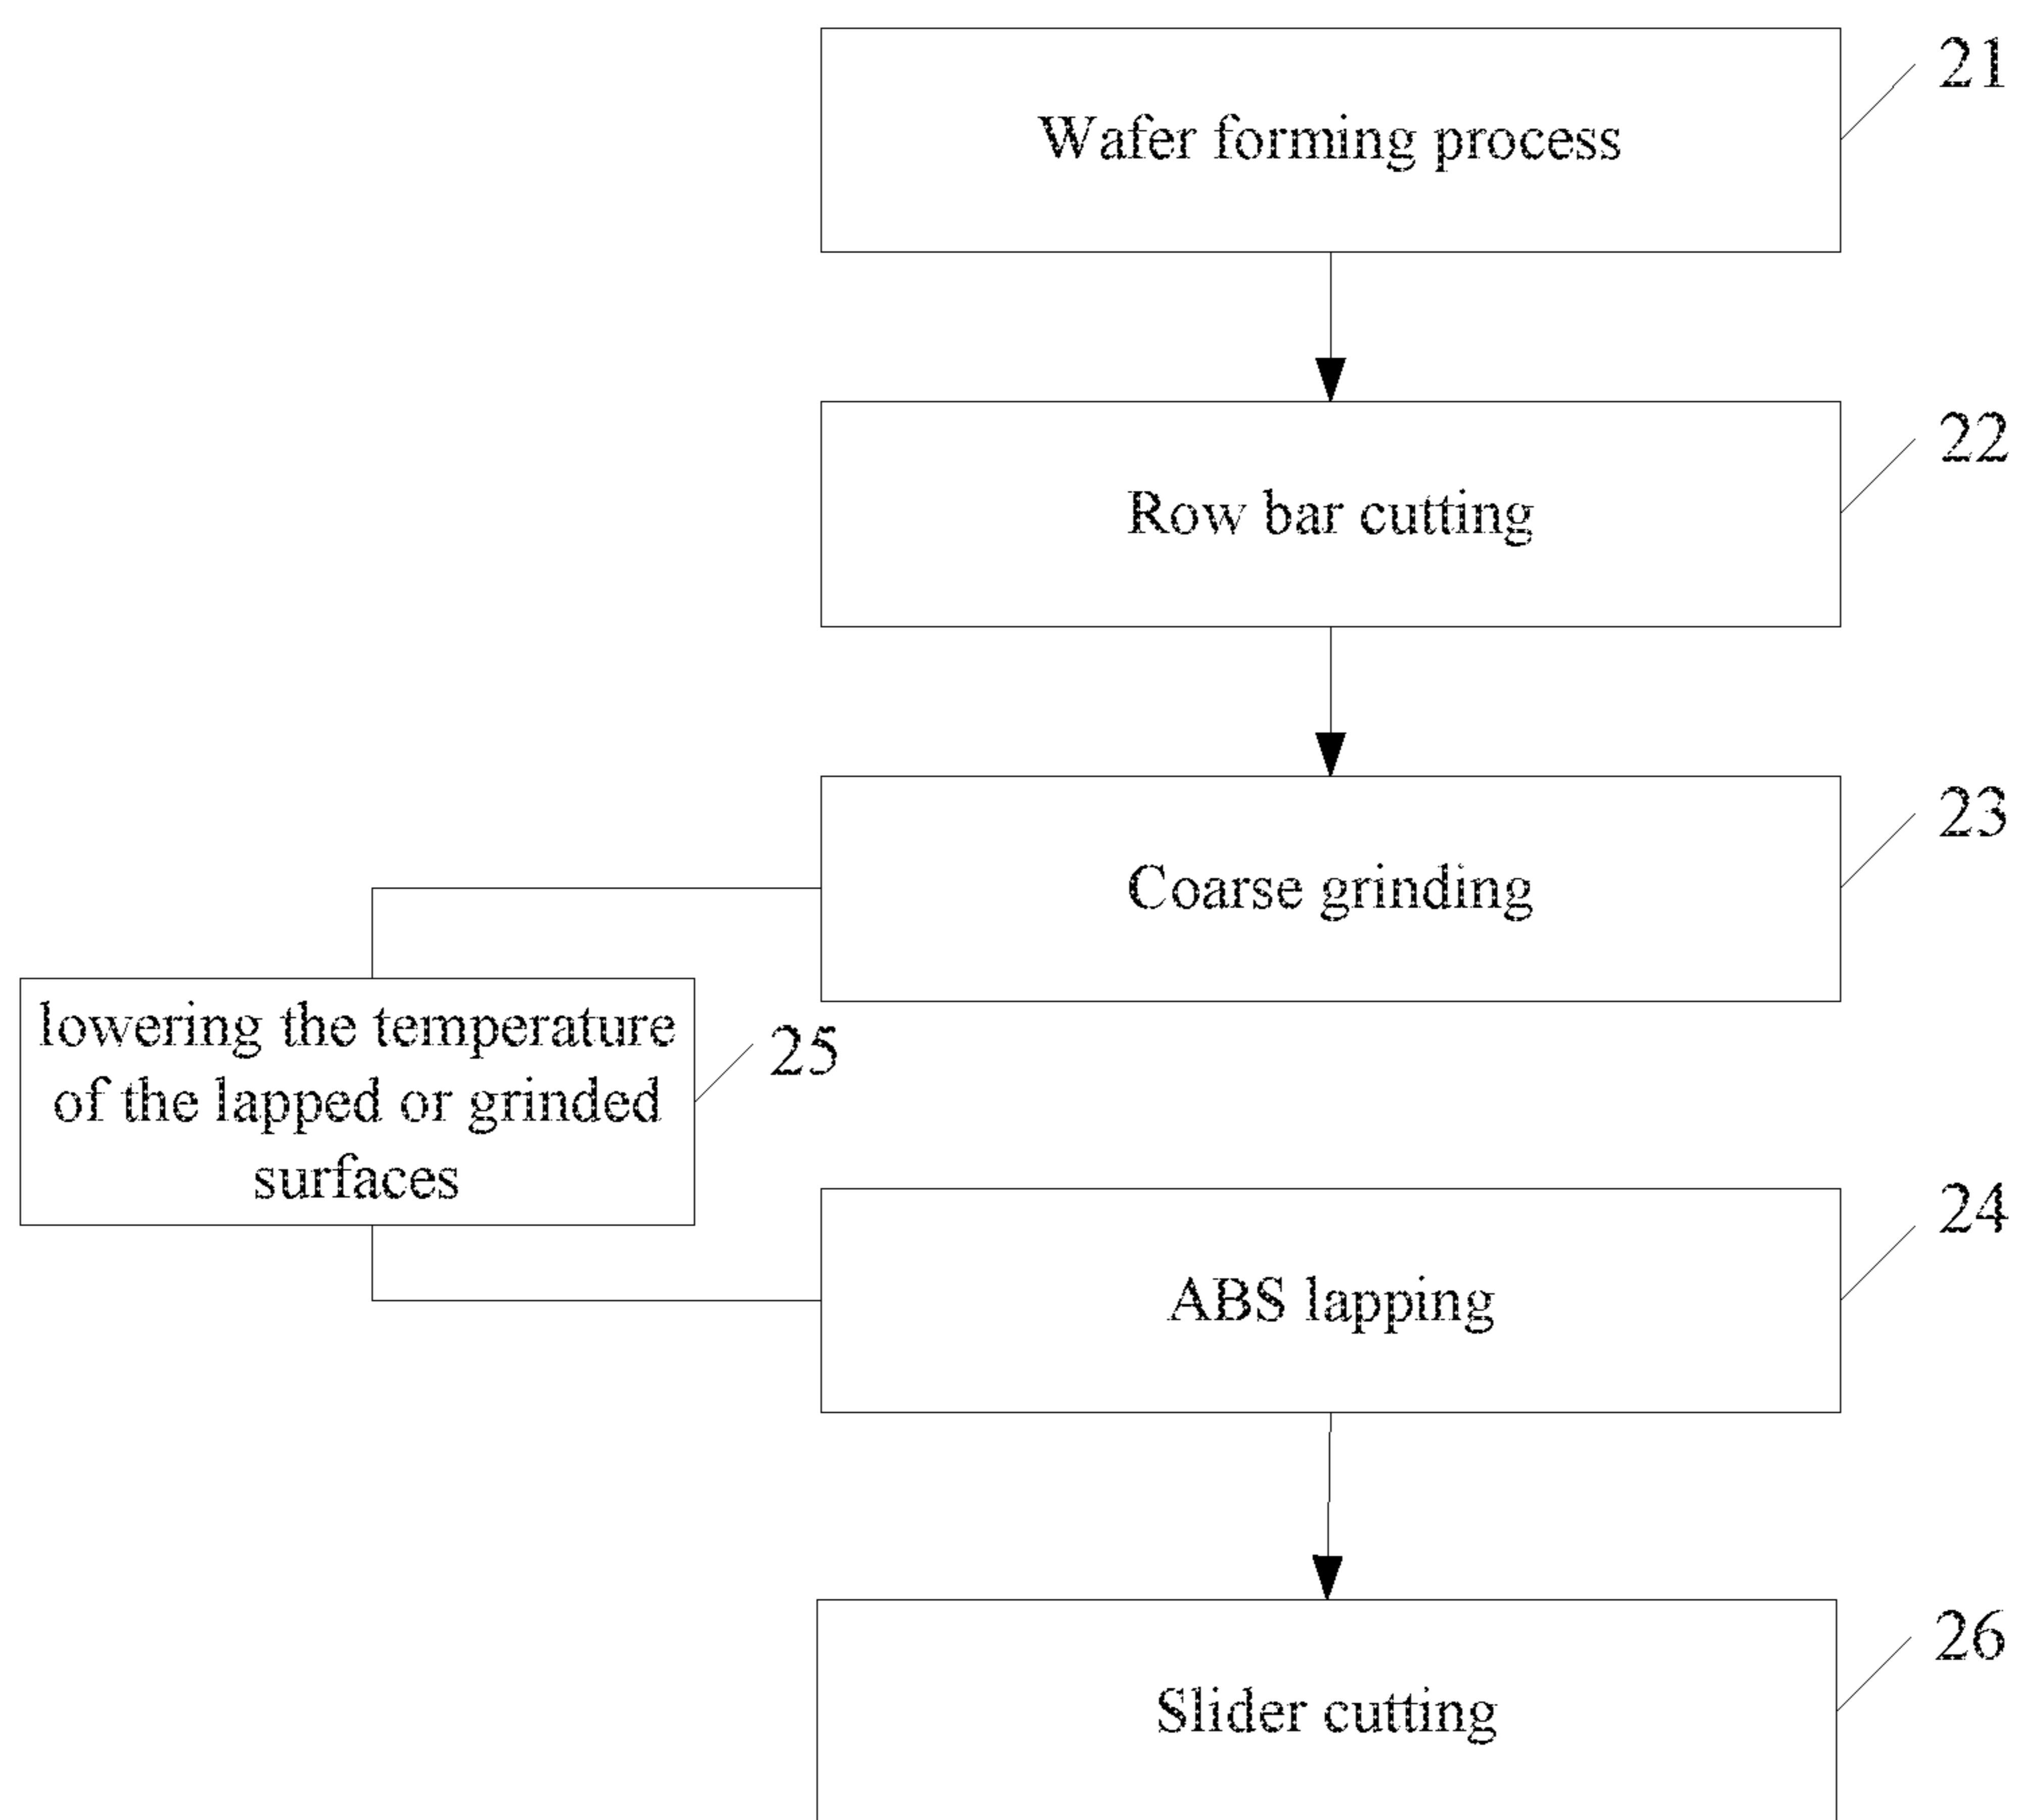 Wafer forming process
21
Row bar cutting
22
Coarse grinding
23
lowering the temperature
of the lapped or grinded
surfaces
25
ABS lapping
24
Slider cutting
26